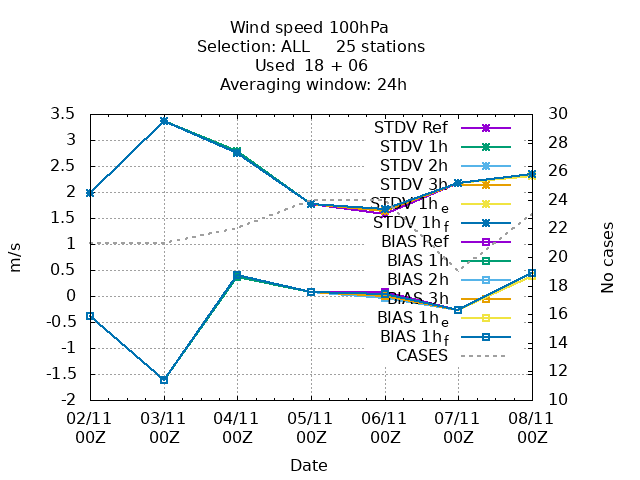 Wind speed 100hPa
Selection: ALL 25 stations
Used 18 + 06
Averaging window: 24h
3.5
3
2.5
2
1.5
1
0.5
0
-0.5
-1
-1.5
-2
m/s
30
28
26
24
22
20
18
16
14
12
10
No cases
STDV Ref
STDV 1h
STDV 2h
STDV 3h
STDV 1h e
STDV 1h f
BIAS Ref
BIAS 1h
BIAS 2h
BIAS 3h
BIAS 1h e
BIAS 1h f
CASES
02/11 03/11 04/11 05/11 06/11 07/11 08/11
00Z 00Z 00Z 00Z 00Z 00Z 00Z
Date